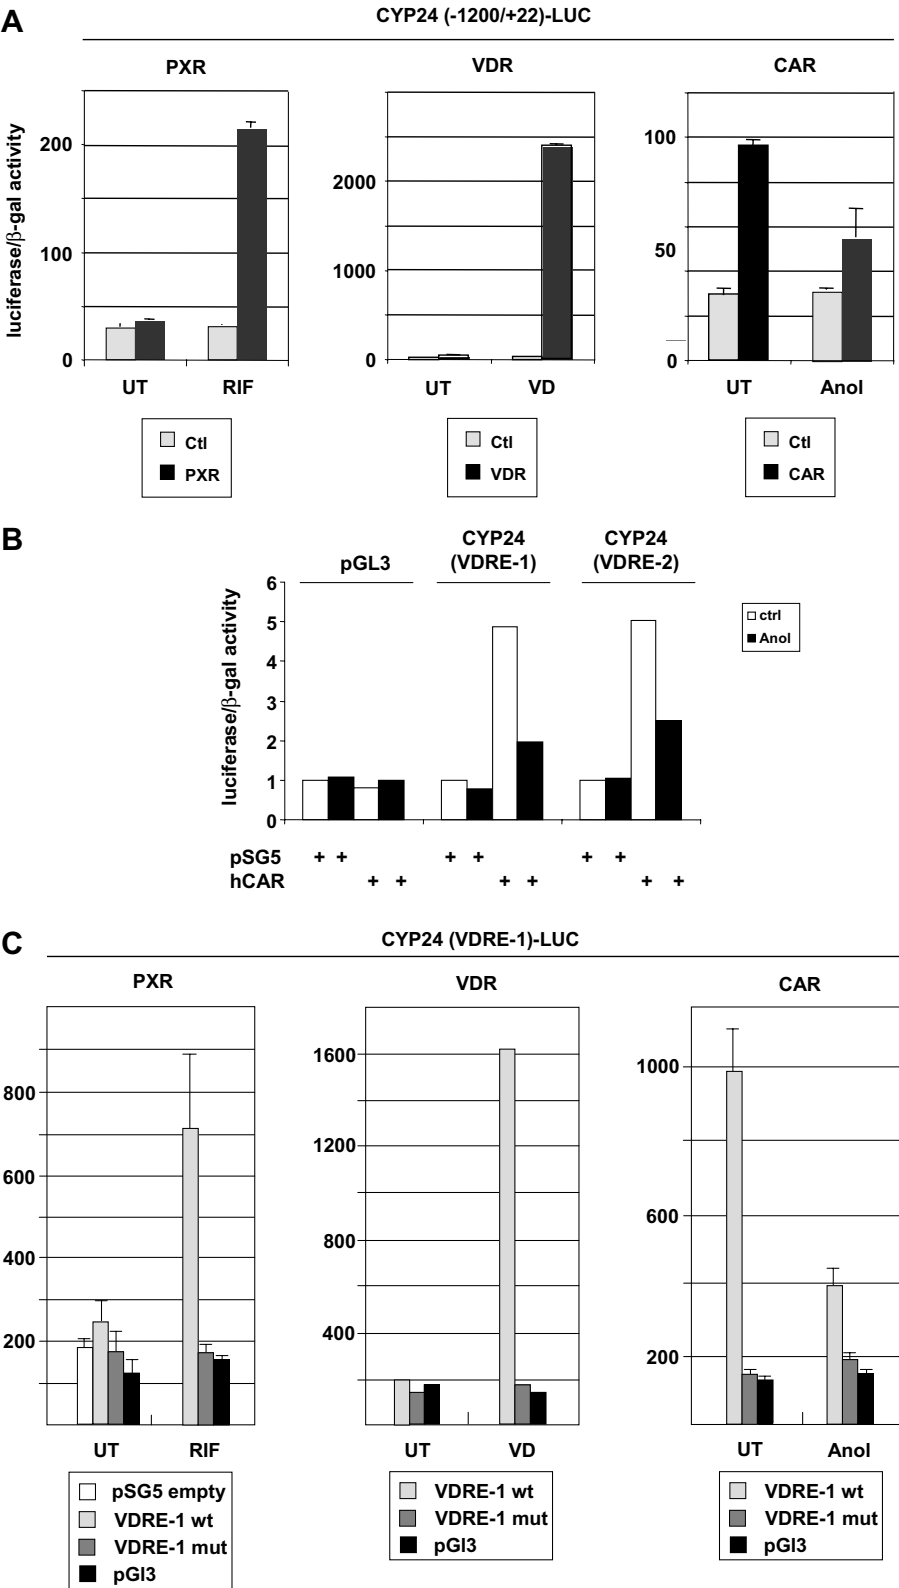 A
CYP24 (-1200/+22)-LUC
PXR
VDR
CAR
luciferase/β-gal activity
200
100
0
2000
1000
0
100
50
0
UT
RIF
UT
VD
UT
Anol
Ctl
PXR
Ctl
VDR
Ctl
CAR
B
pGL3
CYP24
(VDRE-1)
CYP24
(VDRE-2)
luciferase/β-gal activity
6
5
4
3
2
1
0
ctrl
Anol
pSG5 + + + + + +
hCAR + + + + + +
C
CYP24 (VDRE-1)-LUC
PXR
VDR
CAR
800
600
400
200
1600
1200
800
400
1000
600
200
UT
RIF
UT
VD
UT
Anol
pSG5 empty
VDRE-1 wt
VDRE-1 mut
pGl3
VDRE-1 wt
VDRE-1 mut
pGl3
VDRE-1 wt
VDRE-1 mut
pGl3